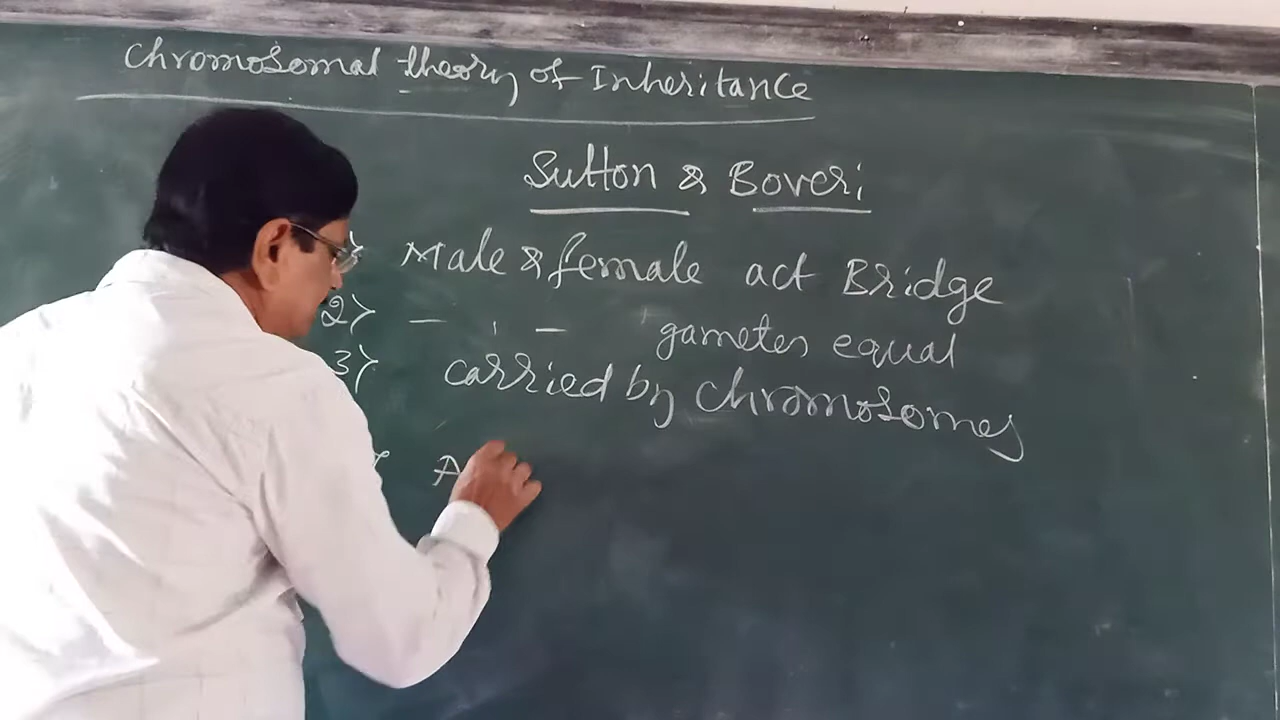 Chromosomal theory of Inheritance
Sutton & Boveri
Male & female act Bridge
2> — ı — gametes equal
3> carried by chromosomes
A